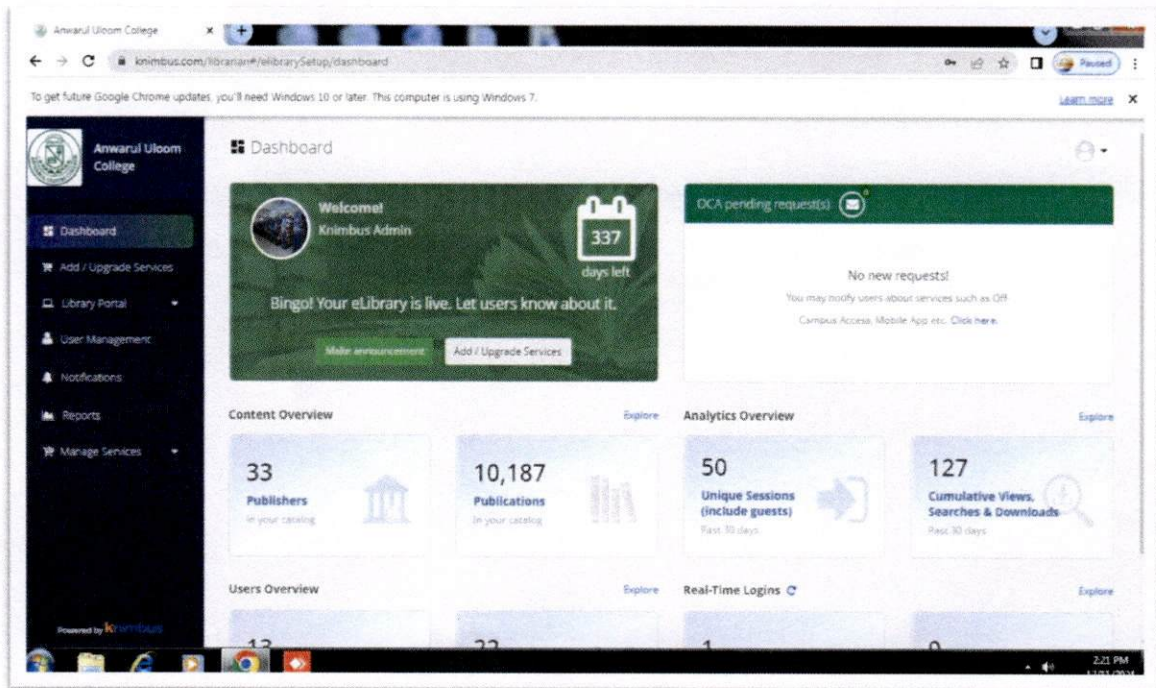 Anwarul Uloom College
knimbus.com/librarian#/elibrarySetup/dashboard
Paused
To get future Google Chrome updates, you'll need Windows 10 or later. This computer is using Windows 7.
Learn more
Anwarul Uloom
College
Dashboard
Add / Upgrade Services
Library Portal
User Management
Notifications
Reports
Manage Services
Powered by Knimbus
Dashboard
Welcome!
Knimbus Admin
337
days left
Bingo! Your eLibrary is live. Let users know about it.
Make announcement
Add / Upgrade Services
OCA pending request(s)
0
No new requests!
You may notify users about services such as Off
Campus Access, Mobile App etc. Click here.
Content Overview
Explore
33
Publishers
In your catalog
10,187
Publications
In your catalog
Analytics Overview
Explore
50
Unique Sessions
(include guests)
Past 30 days
127
Cumulative Views,
Searches & Downloads
Past 30 days
Users Overview
Explore
Real-Time Logins
Explore
2:21 PM